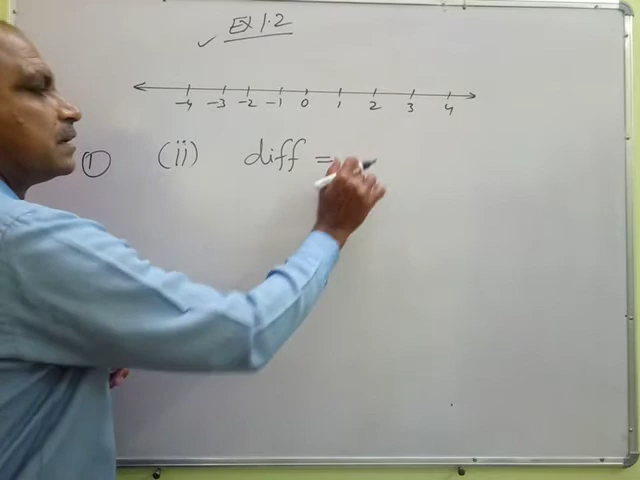 ✓ Ex 1.2
-4 -3 -2 -1 0 1 2 3 4
① (ii) diff =